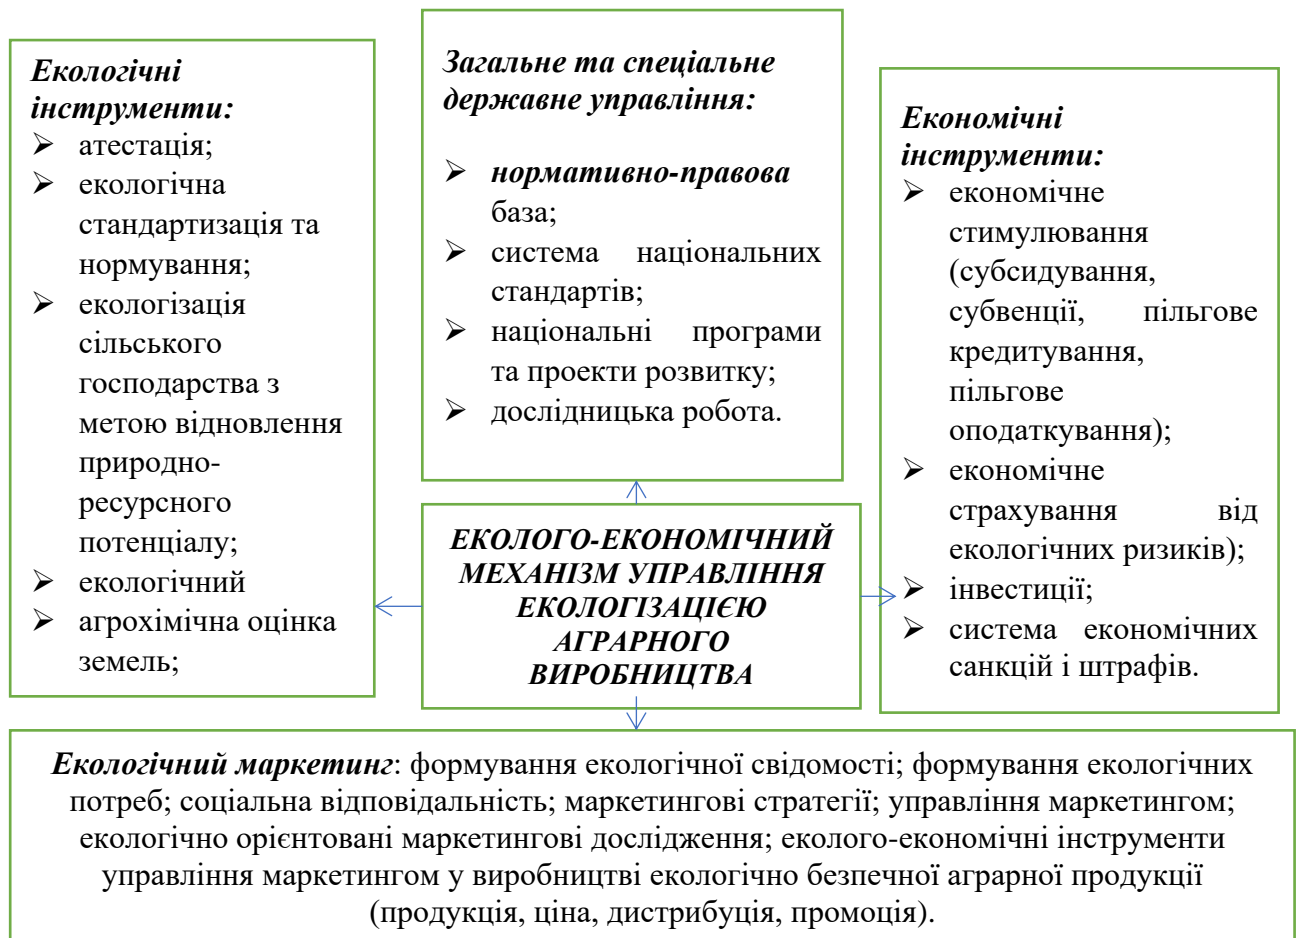 Екологічні
інструменти:
➢ атестація;
➢ екологічна
стандартизація та
нормування;
➢ екологізація
сільського
господарства з
метою відновлення
природно-
ресурсного
потенціалу;
➢ екологічний
➢ агрохімічна оцінка
земель;
Загальне та спеціальне
державне управління:
➢ нормативно-правова
база;
➢ система національних
стандартів;
➢ національні програми
та проекти розвитку;
➢ дослідницька робота.
Економічні
інструменти:
➢ економічне
стимулювання
(субсидування,
субвенції, пільгове
кредитування,
пільгове
оподаткування);
➢ економічне
страхування від
екологічних ризиків);
➢ інвестиції;
➢ система економічних
санкцій і штрафів.
ЕКОЛОГО-ЕКОНОМІЧНИЙ
МЕХАНІЗМ УПРАВЛІННЯ
ЕКОЛОГІЗАЦІЄЮ
АГРАРНОГО
ВИРОБНИЦТВА
Екологічний маркетинг: формування екологічної свідомості; формування екологічних
потреб; соціальна відповідальність; маркетингові стратегії; управління маркетингом;
екологічно орієнтовані маркетингові дослідження; еколого-економічні інструменти
управління маркетингом у виробництві екологічно безпечної аграрної продукції
(продукція, ціна, дистрибуція, промоція).